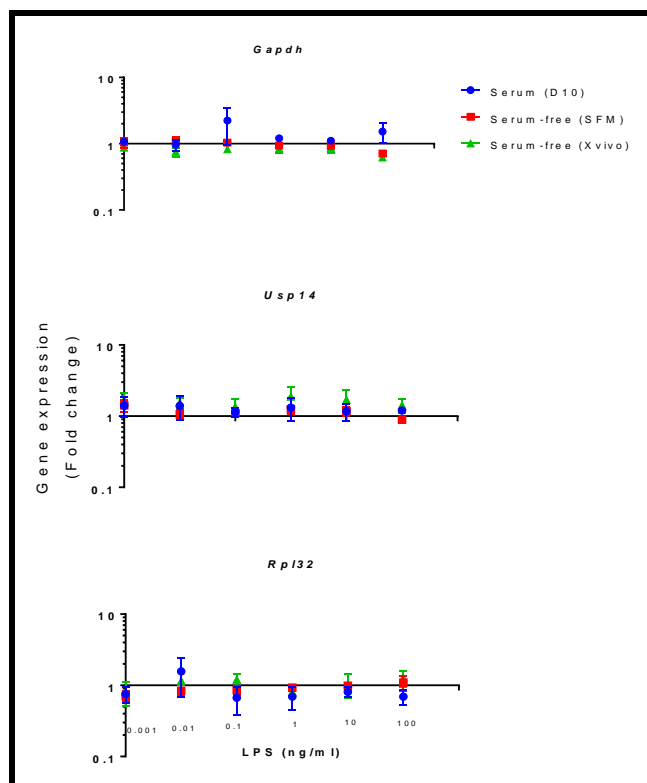 Gapdh
10
1
0.1
Serum (D10)
Serum-free (SFM)
Serum-free (Xvivo)
Usp14
10
1
0.1
Gene expression
(Fold change)
Rpl32
10
1
0.1
0.001 0.01 0.1 1 10 100
LPS (ng/ml)